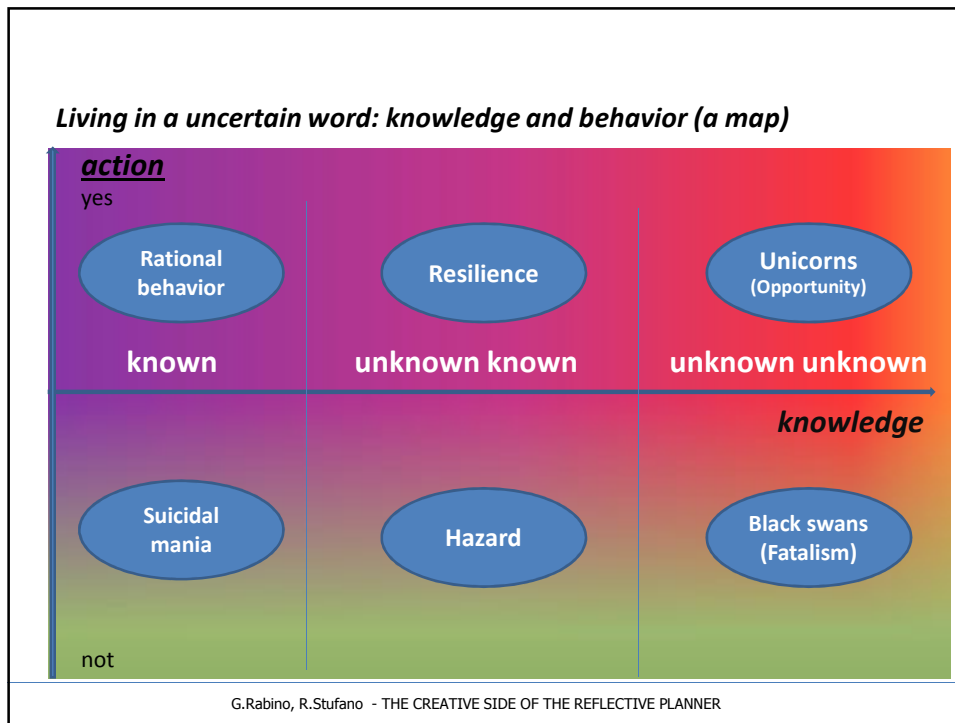 Living in a uncertain word: knowledge and behavior (a map)
action
yes
Rational
behavior
Resilience
Unicorns
(Opportunity)
known
unknown known
unknown unknown
knowledge
Suicidal
mania
Hazard
Black swans
(Fatalism)
not
G.Rabino, R.Stufano - THE CREATIVE SIDE OF THE REFLECTIVE PLANNER